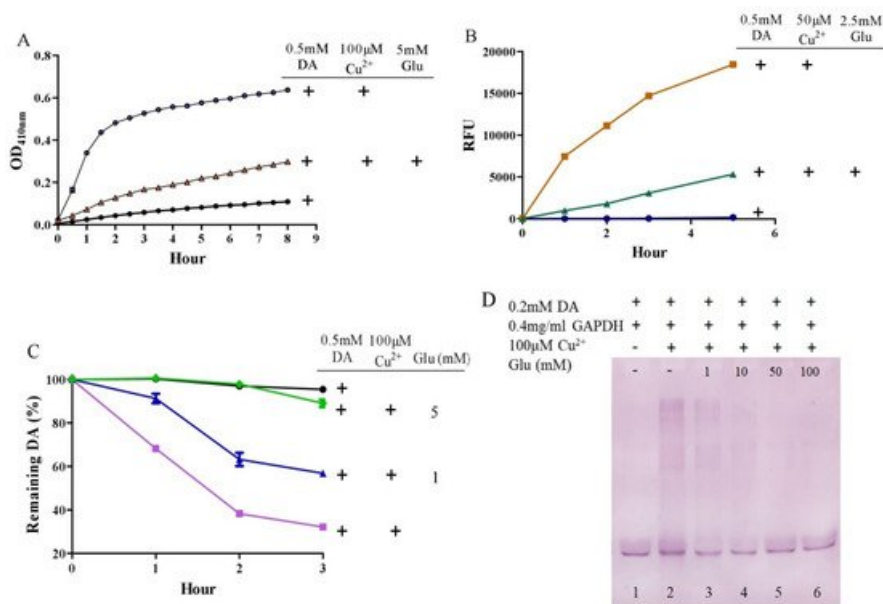 A
0.5mM 100μM 5mM
DA Cu²⁺ Glu
0.8
0.6
0.4
0.2
0.0
OD410nm
+ +
+ + +
+
0 1 2 3 4 5 6 7 8 9
Hour
B
0.5mM 50μM 2.5mM
DA Cu²⁺ Glu
20000
15000
10000
5000
0
RFU
+ +
+ + +
+
0 2 4 6
Hour
C
0.5mM 100μM
DA Cu²⁺ Glu (mM)
100
80
60
40
20
Remaining DA (%)
+
+ + 5
+ + 1
+ +
0 1 2 3
Hour
D
0.2mM DA + + + + + +
0.4mg/ml GAPDH + + + + + +
100μM Cu²⁺ - + + + + +
Glu (mM) - - 1 10 50 100
1 2 3 4 5 6